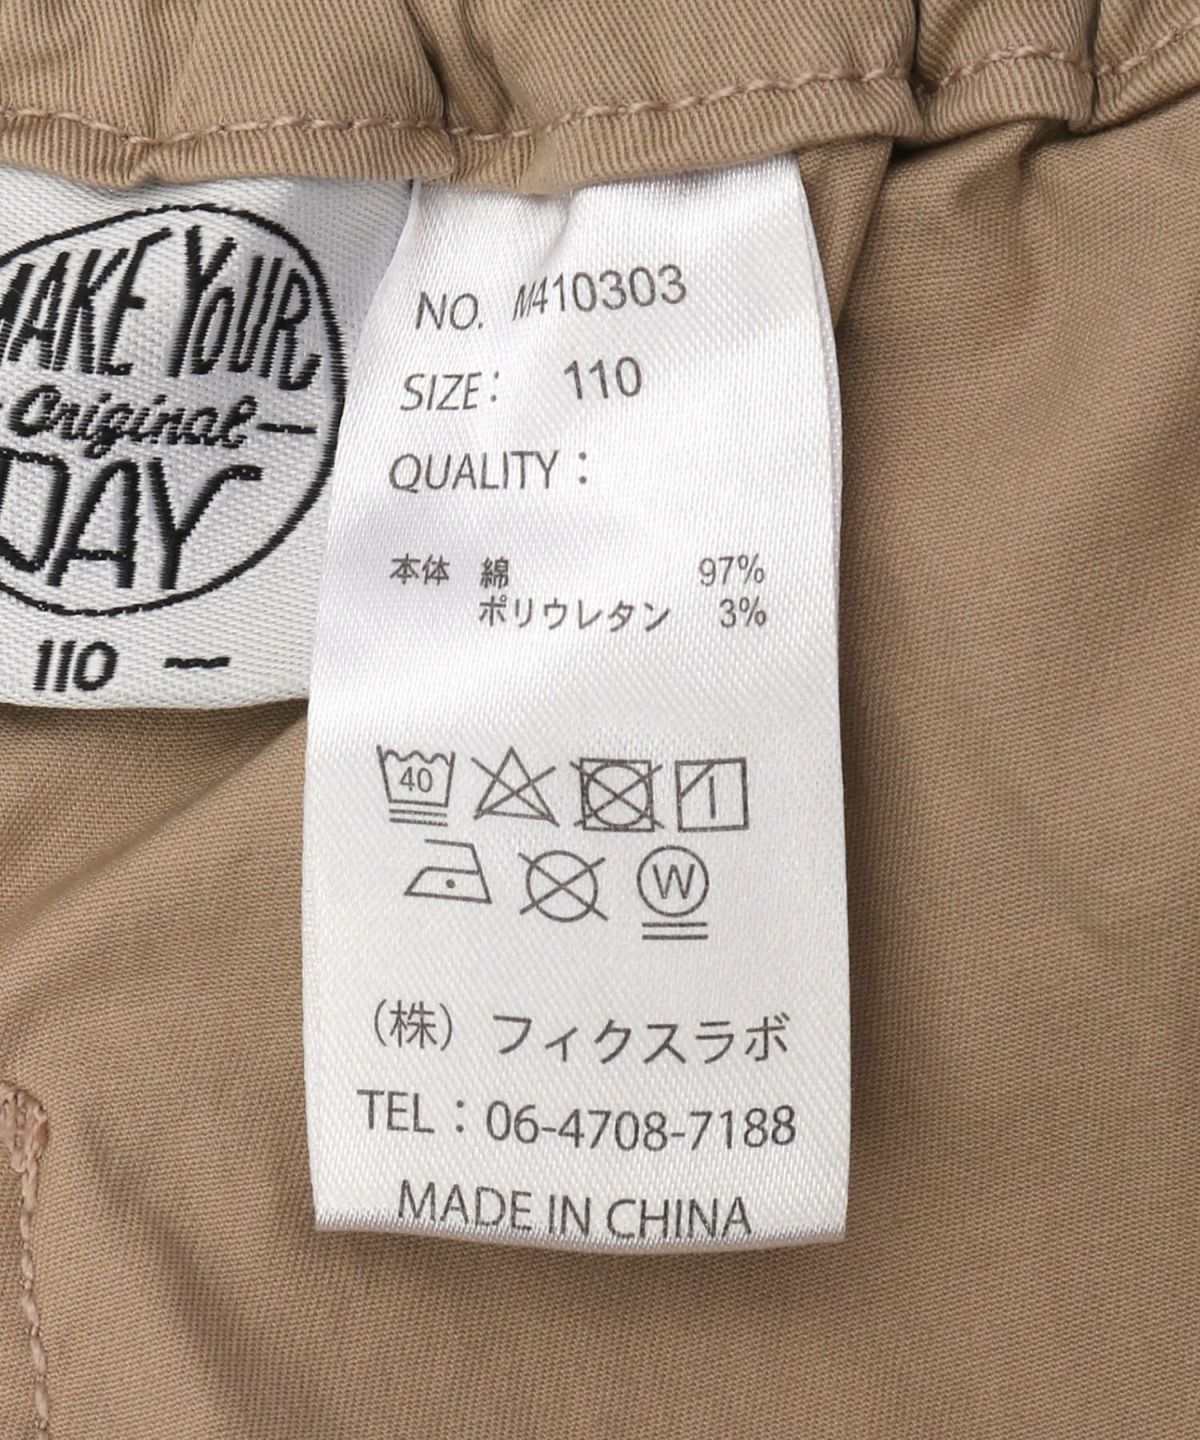 MAKE YOUR
Original
DAY
110
NO. M410303
SIZE: 110
QUALITY:
本体 綿 97%
ポリウレタン 3%
40
W
(株) フィクスラボ
TEL: 06-4708-7188
MADE IN CHINA